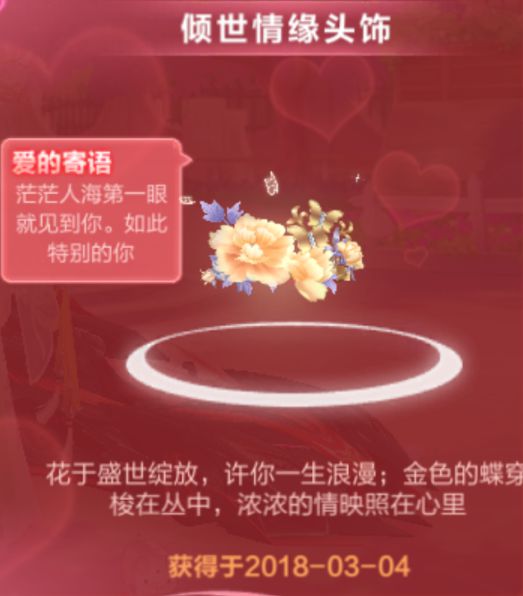 倾世情缘头饰
爱的寄语
茫茫人海第一眼
就见到你。如此
特别的你
花于盛世绽放，许你一生浪漫；金色的蝶穿
梭在丛中，浓浓的情映照在心里
获得于2018-03-04